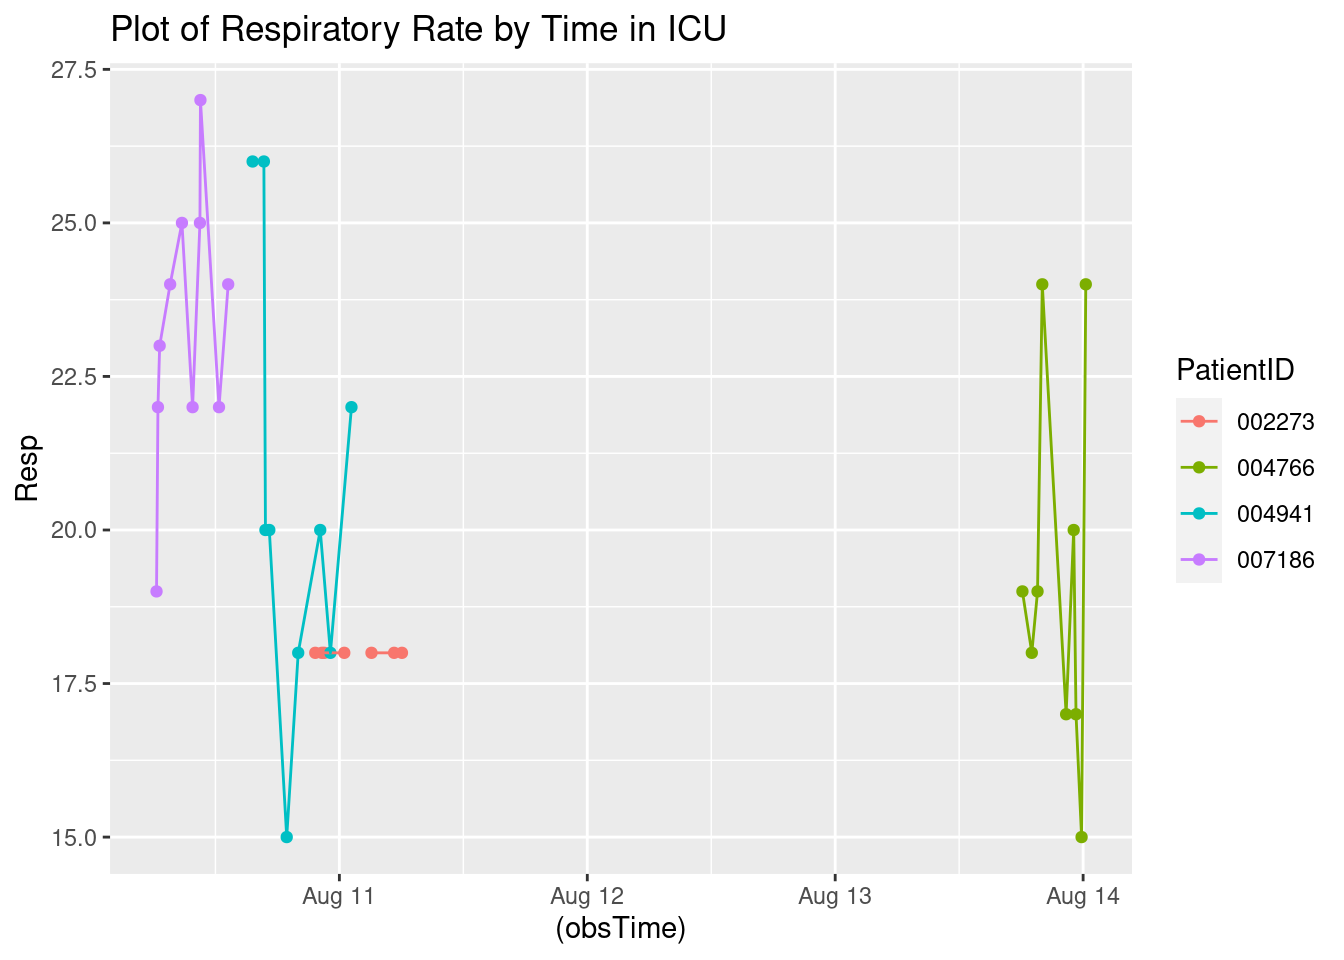 Plot of Respiratory Rate by Time in ICU
27.5
25.0
22.5
20.0
17.5
15.0
Resp
Aug 11
Aug 12
Aug 13
Aug 14
(obsTime)
PatientID
002273
004766
004941
007186